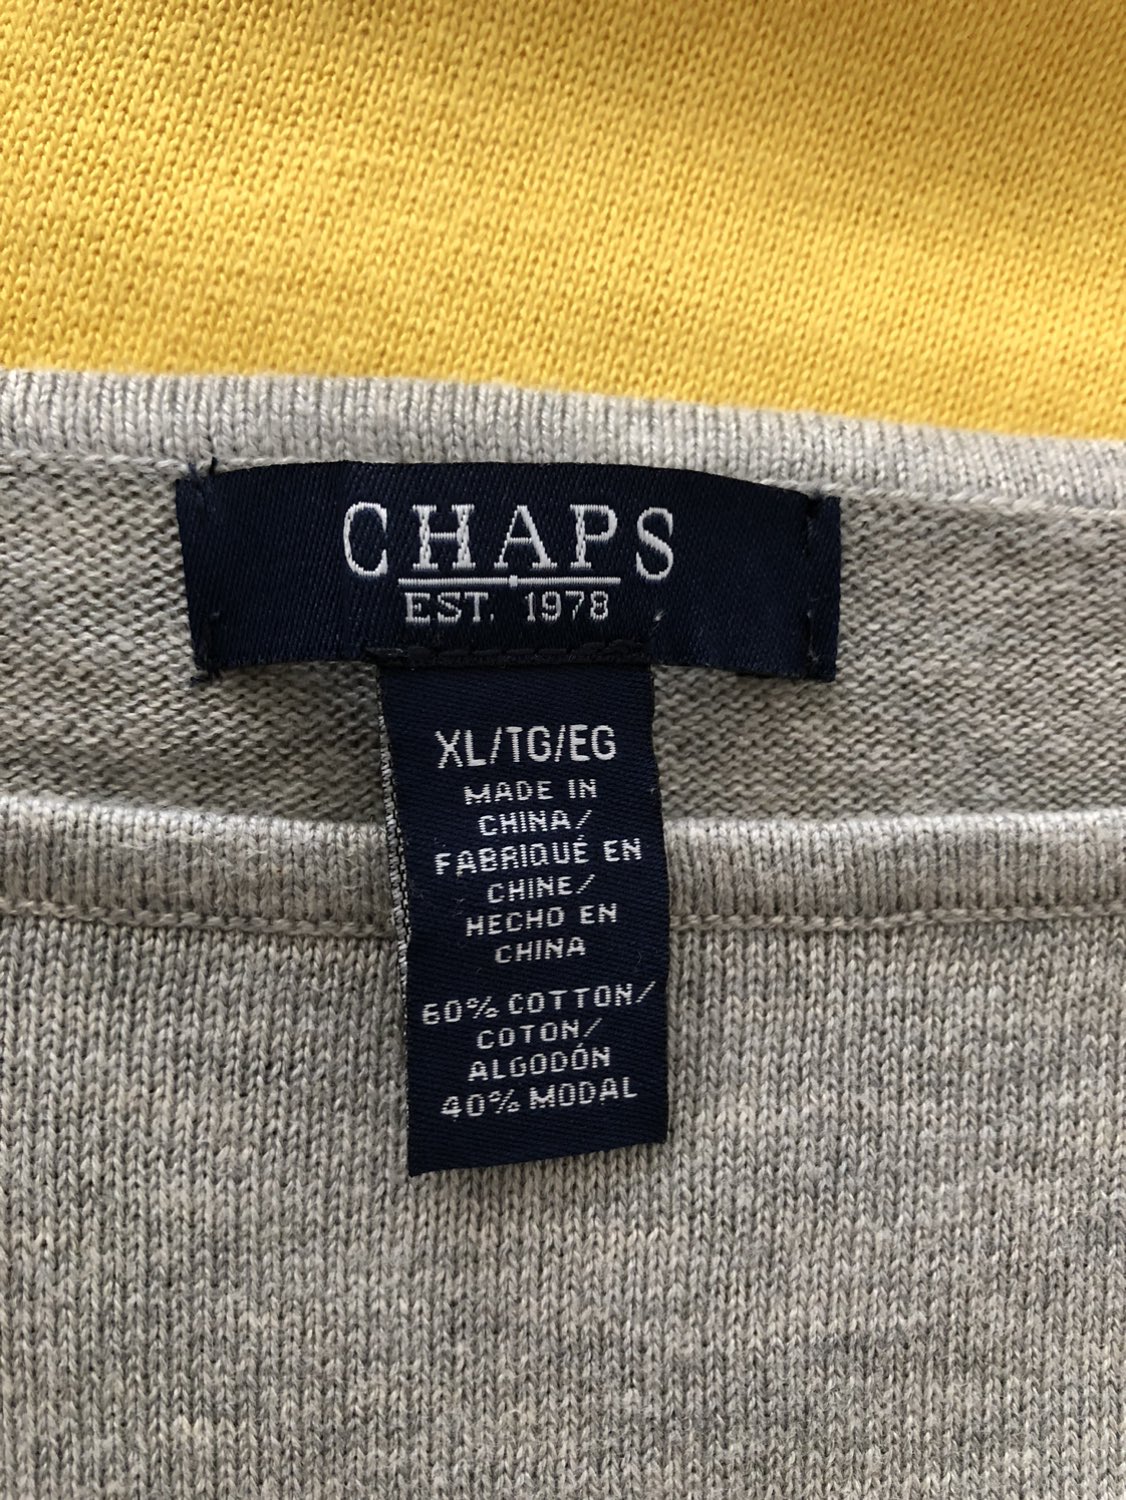 CHAPS
EST. 1978
XL/TG/EG
MADE IN
CHINA/
FABRIQUÉ EN
CHINE/
HECHO EN
CHINA
60% COTTON/
COTON/
ALGODÓN
40% MODAL